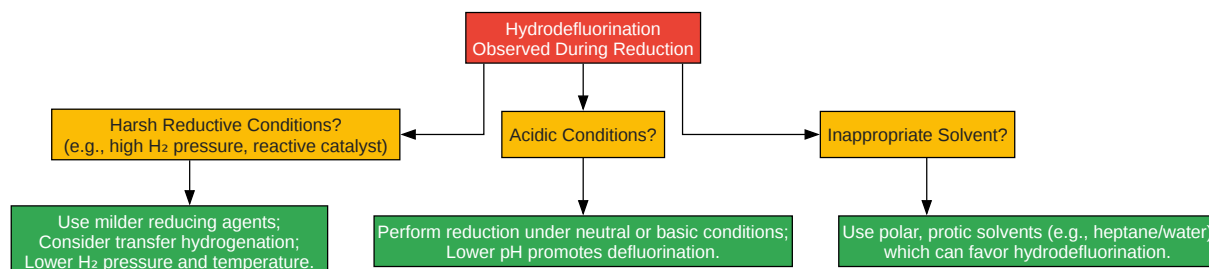 Hydrodefluorination
Observed During Reduction
Harsh Reductive Conditions?
(e.g., high H₂ pressure, reactive catalyst)
Acidic Conditions?
Inappropriate Solvent?
Use milder reducing agents;
Consider transfer hydrogenation;
Lower H₂ pressure and temperature.
Perform reduction under neutral or basic conditions;
Lower pH promotes defluorination.
Use polar, protic solvents (e.g., heptane/water)
which can favor hydrodefluorination.